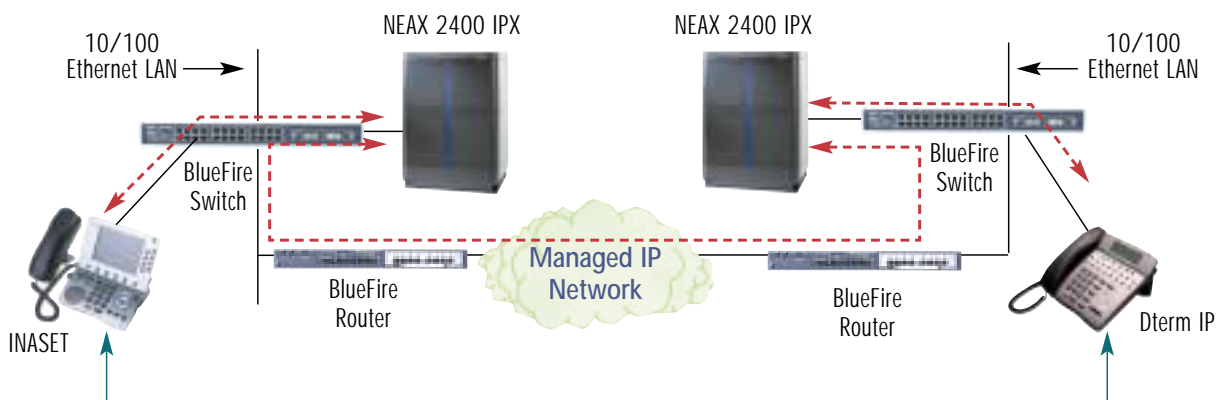 NEAX 2400 IPX
NEAX 2400 IPX
10/100
Ethernet LAN
10/100
Ethernet LAN
BlueFire
Switch
BlueFire
Switch
Managed IP
Network
BlueFire
Router
BlueFire
Router
INASET
Dterm IP